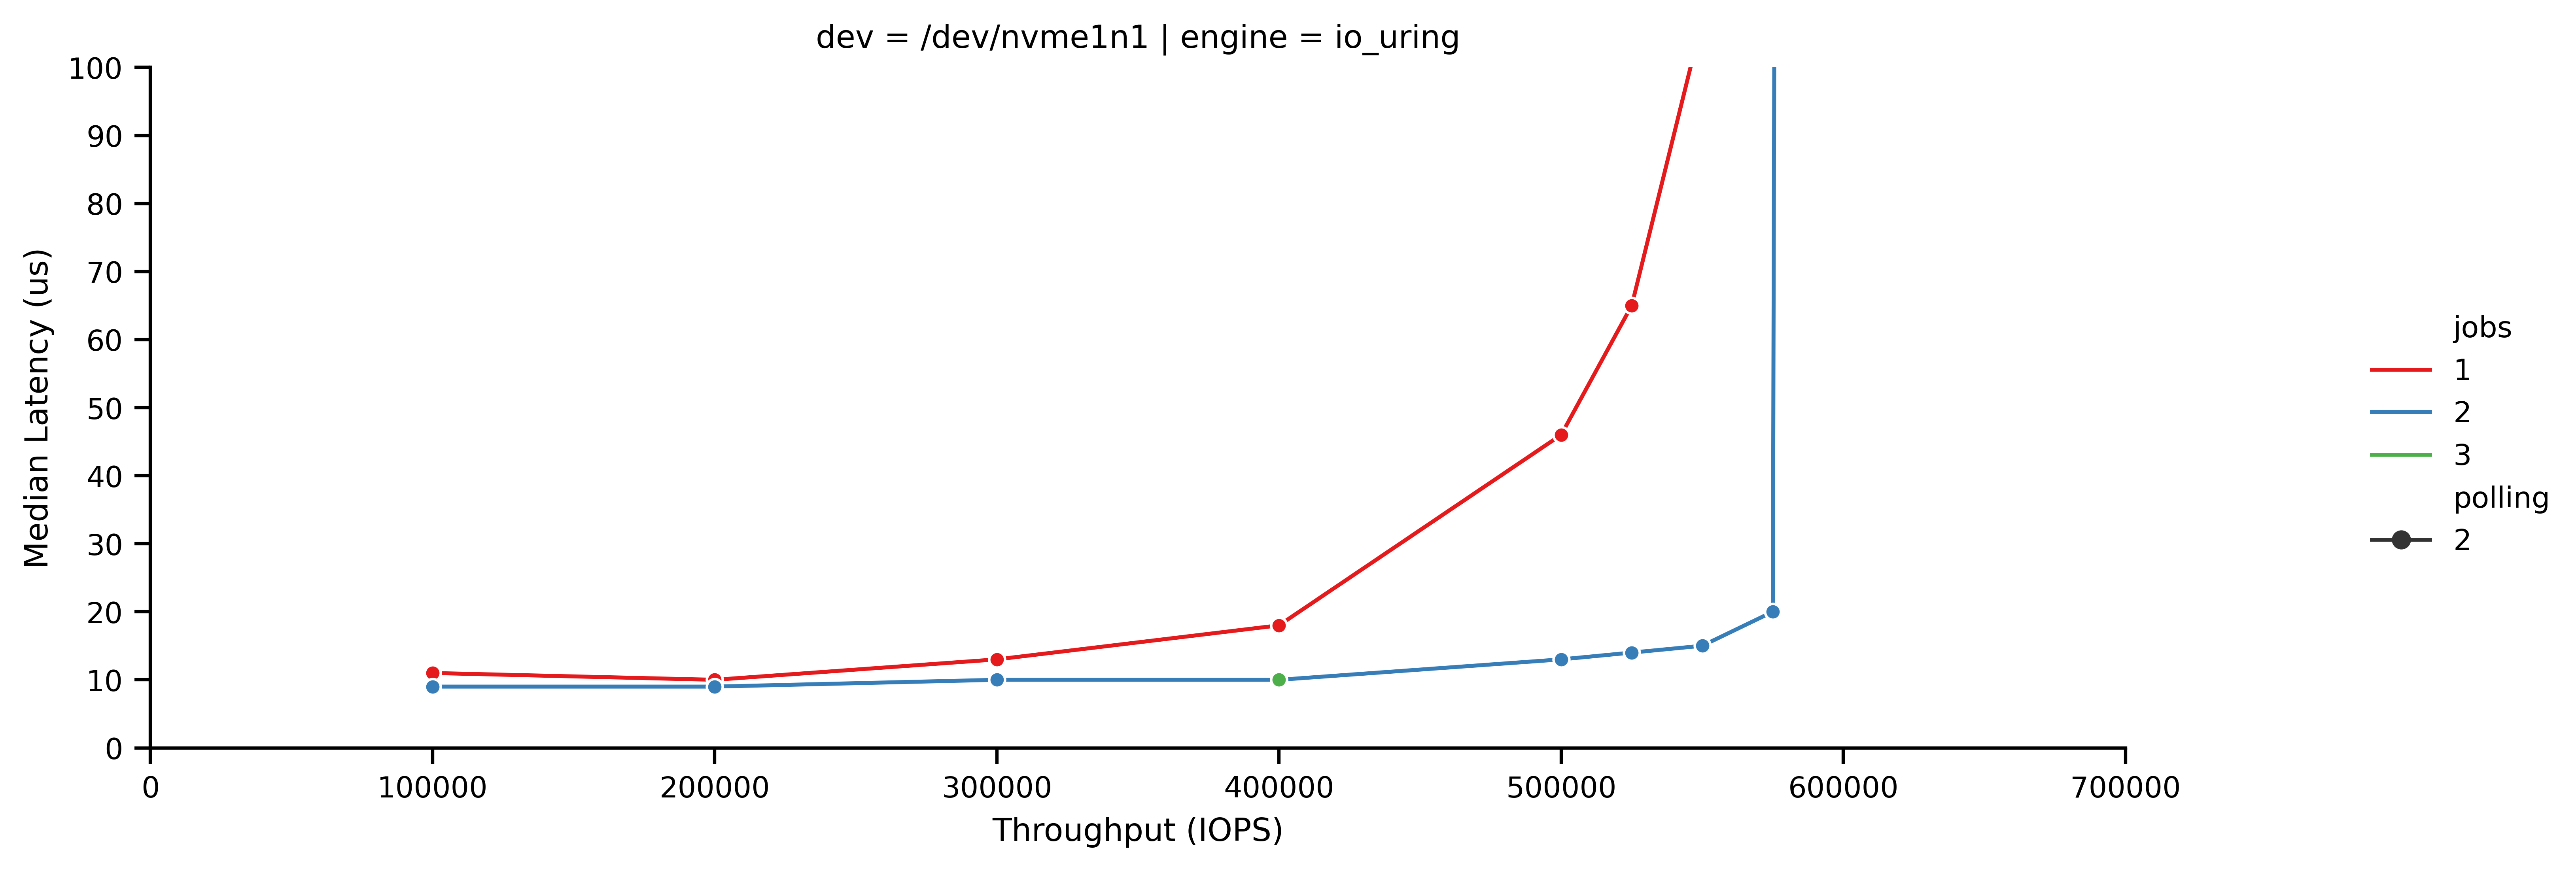 dev = /dev/nvme1n1 | engine = io_uring
100
90
80
70
60
50
40
30
20
10
0
Median Latency (us)
0 100000 200000 300000 400000 500000 600000 700000
Throughput (IOPS)
jobs
1
2
3
polling
2